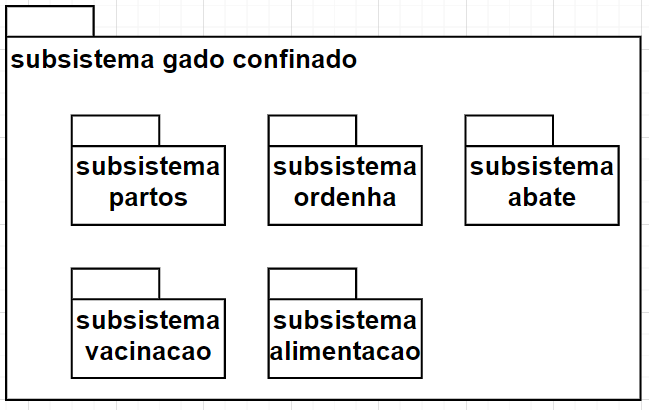 subsistema gado confinado
subsistema
partos
subsistema
ordenha
subsistema
abate
subsistema
vacinacao
subsistema
alimentacao